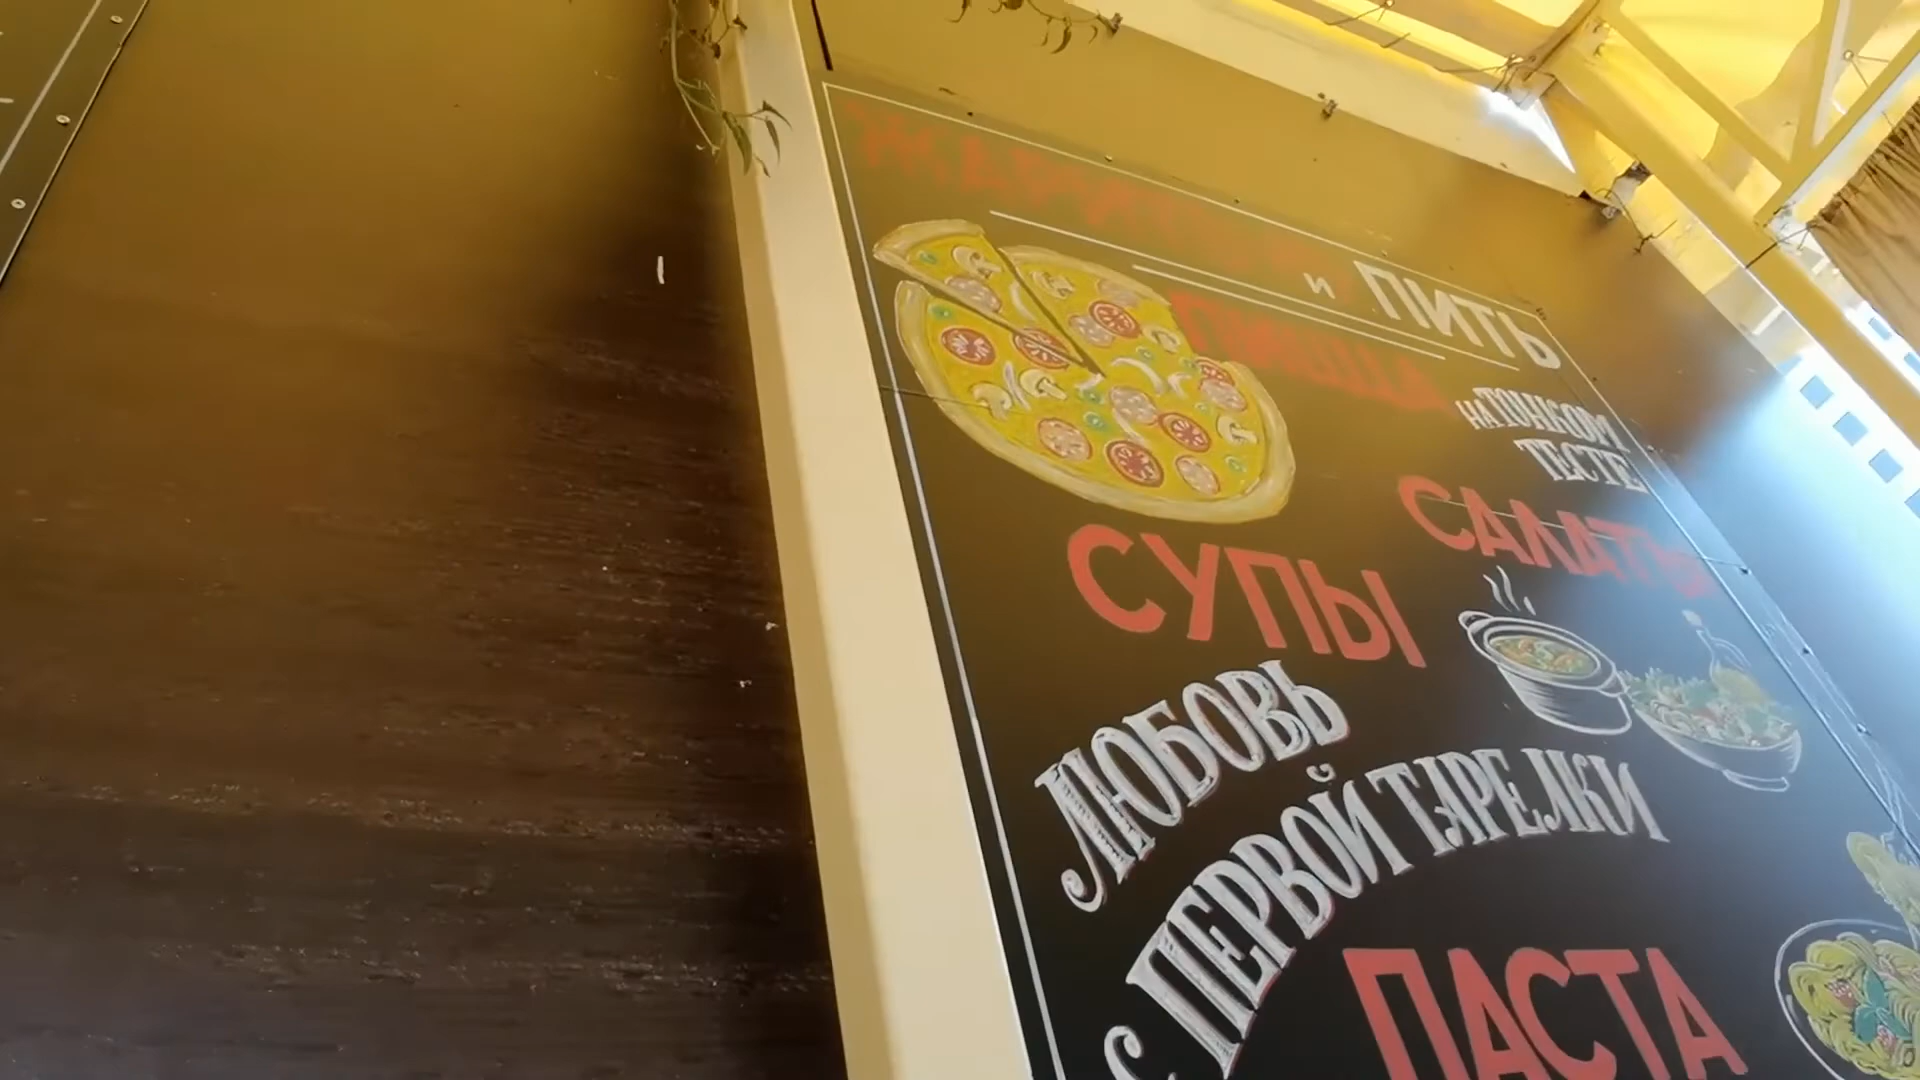 и ПИТЬ
ПИЦЦА
НА ТОНКОМ
ТЕСТЕ
САЛАТЫ
СУПЫ
ЛЮБОВЬ
С ПЕРВОЙ ТАРЕЛКИ
ПАСТА